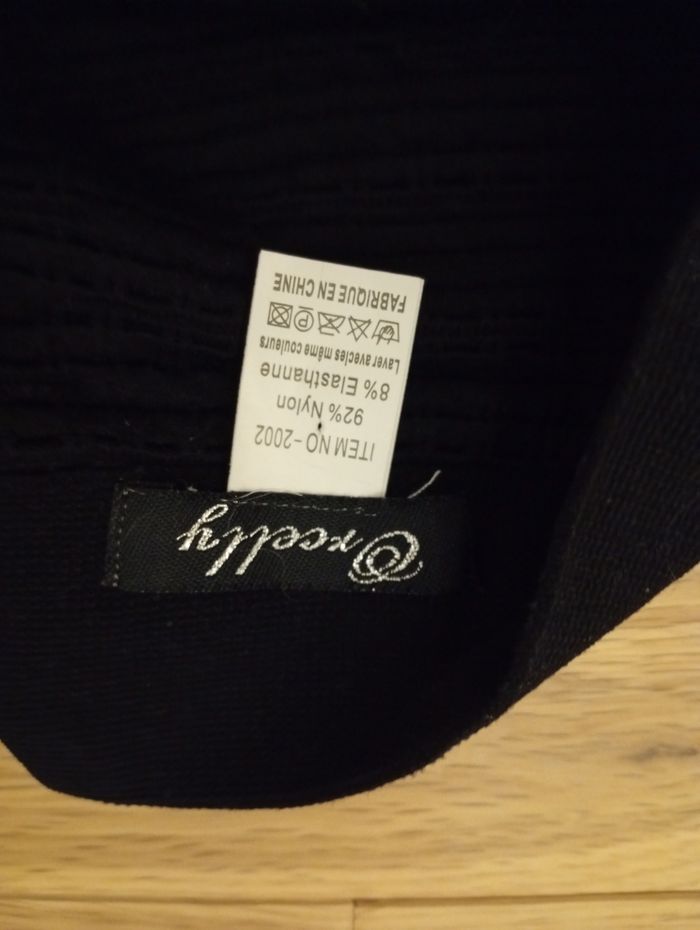 Orcelly
ITEM NO-2002
92% Nylon
8% Elasthanne
Laver avecles même couleurs
FABRIQUE EN CHINE